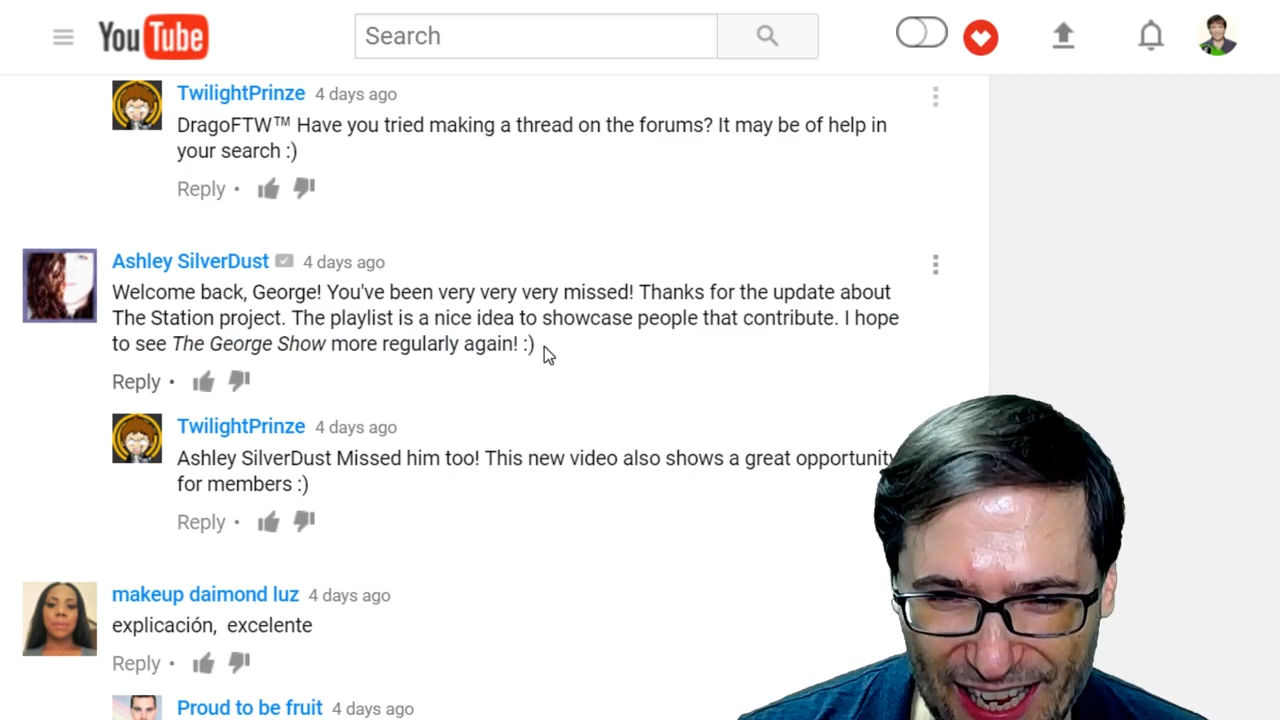 YouTube
Search
TwilightPrinze 4 days ago
DragoFTW™ Have you tried making a thread on the forums? It may be of help in
your search :)
Reply •
Ashley SilverDust 4 days ago
Welcome back, George! You've been very very very missed! Thanks for the update about
The Station project. The playlist is a nice idea to showcase people that contribute. I hope
to see The George Show more regularly again! :)
Reply •
TwilightPrinze 4 days ago
Ashley SilverDust Missed him too! This new video also shows a great opportunity
for members :)
Reply •
makeup daimond luz 4 days ago
explicación, excelente
Reply •
Proud to be fruit 4 days ago